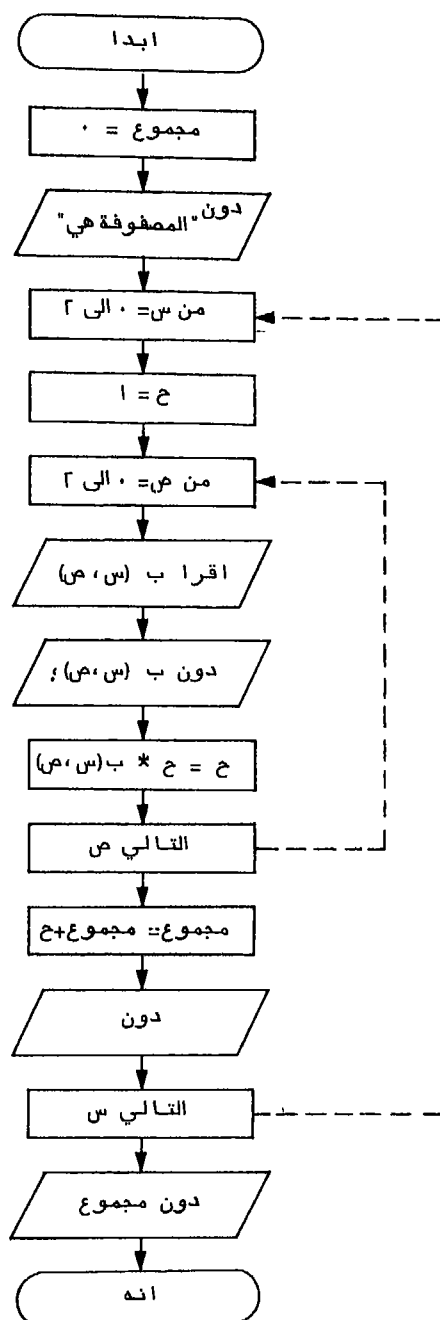 ابدا
مجموع = ٠
دون "المصفوفة هي"
من س= ٠ الى ٢
ح = ١
من ص= ٠ الى ٢
اقرا ب (س،ص)
دون ب (س،ص)؛
ح = ح * ب(س،ص)
التالي ص
مجموع= مجموع+ح
دون
التالي س
دون مجموع
انه